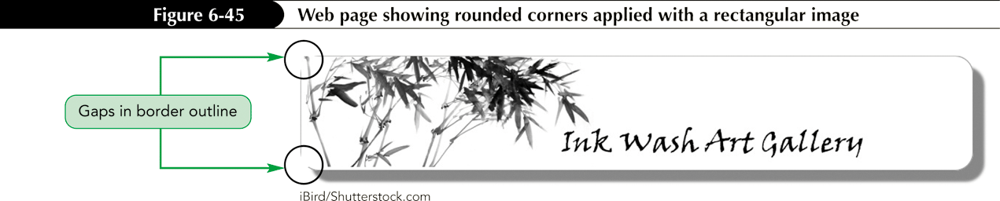 Figure 6-45 Web page showing rounded corners applied with a rectangular image
Gaps in border outline
Ink Wash Art Gallery
iBird/Shutterstock.com